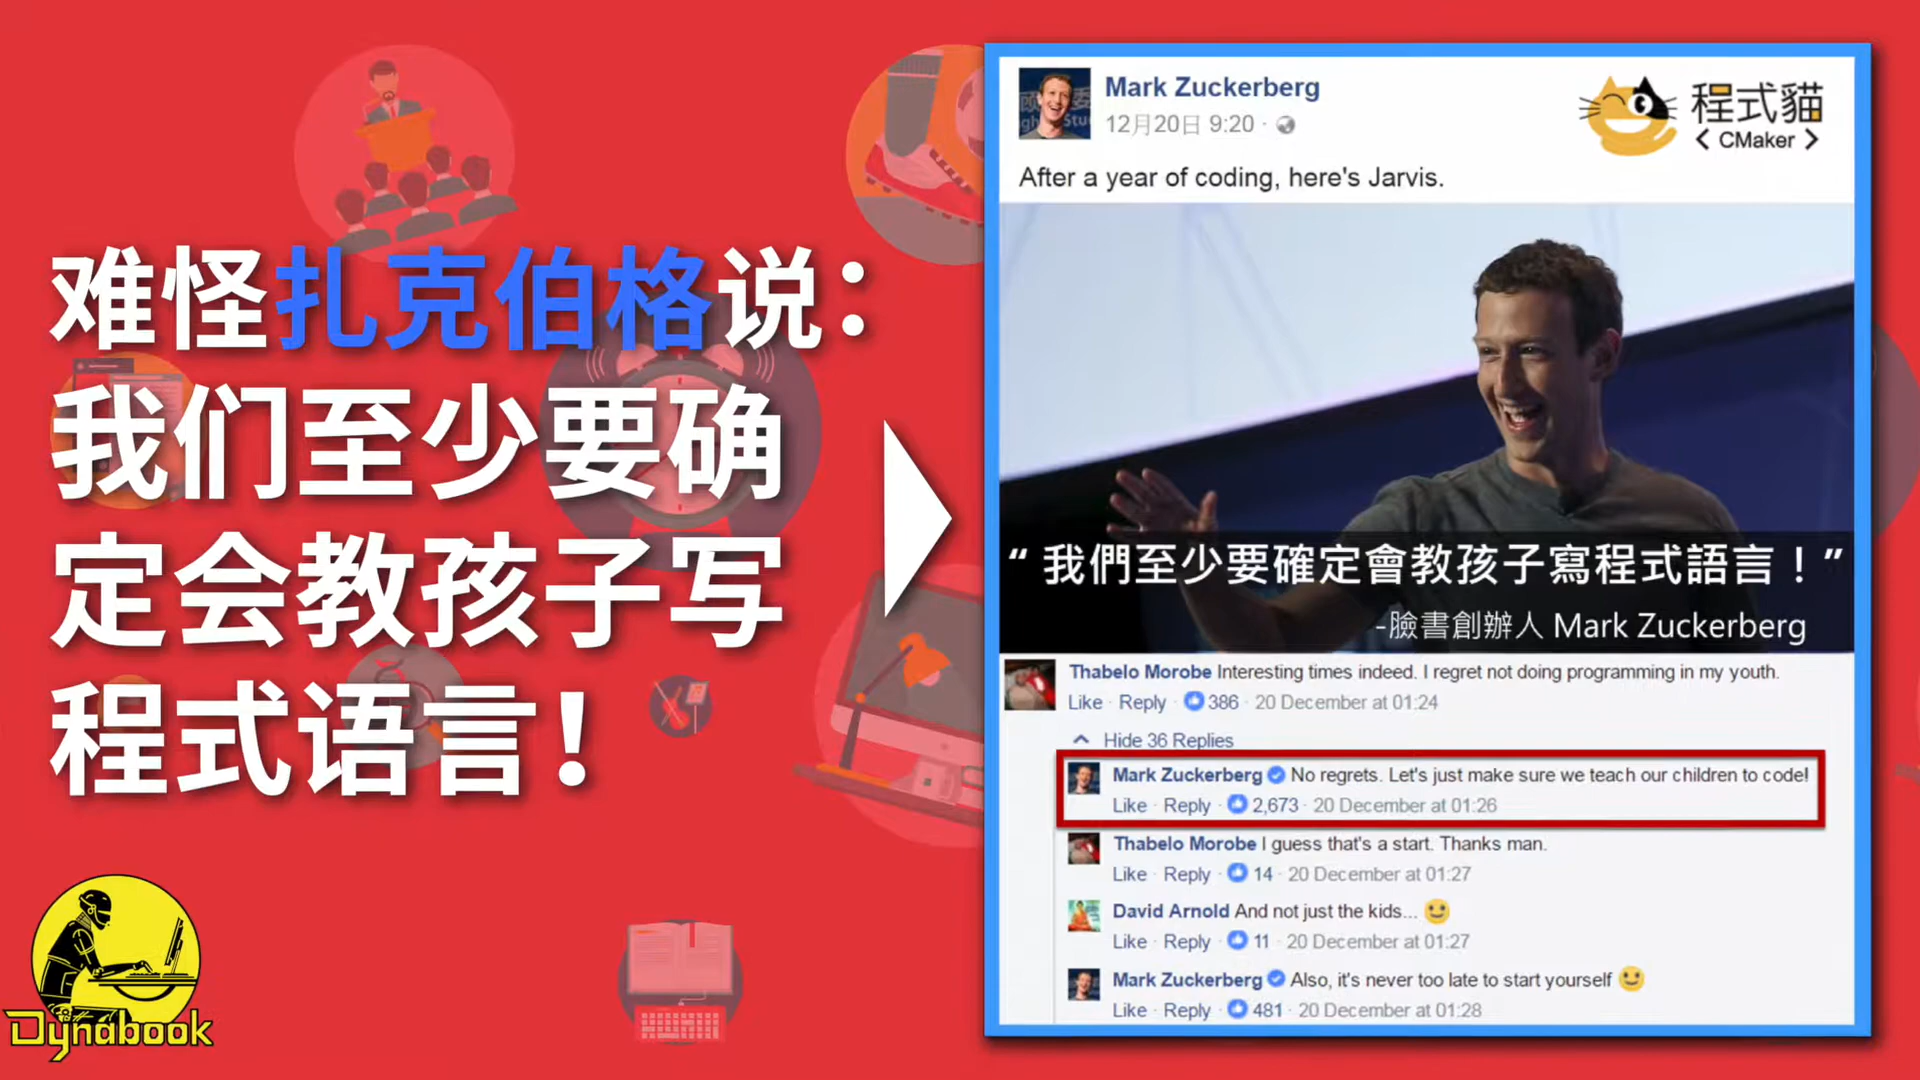 难怪扎克伯格说：
我们至少要确
定会教孩子写
程式语言！
Dynabook
Mark Zuckerberg
12月20日 9:20 ·
程式貓
< CMaker >
After a year of coding, here's Jarvis.
“ 我們至少要確定會教孩子寫程式語言！”
-臉書創辦人 Mark Zuckerberg
Thabelo Morobe Interesting times indeed. I regret not doing programming in my youth.
Like · Reply · 386 · 20 December at 01:24
Hide 36 Replies
Mark Zuckerberg No regrets. Let's just make sure we teach our children to code!
Like · Reply · 2,673 · 20 December at 01:26
Thabelo Morobe I guess that's a start. Thanks man.
Like · Reply · 14 · 20 December at 01:27
David Arnold And not just the kids... 😉
Like · Reply · 11 · 20 December at 01:27
Mark Zuckerberg Also, it's never too late to start yourself 😉
Like · Reply · 481 · 20 December at 01:28